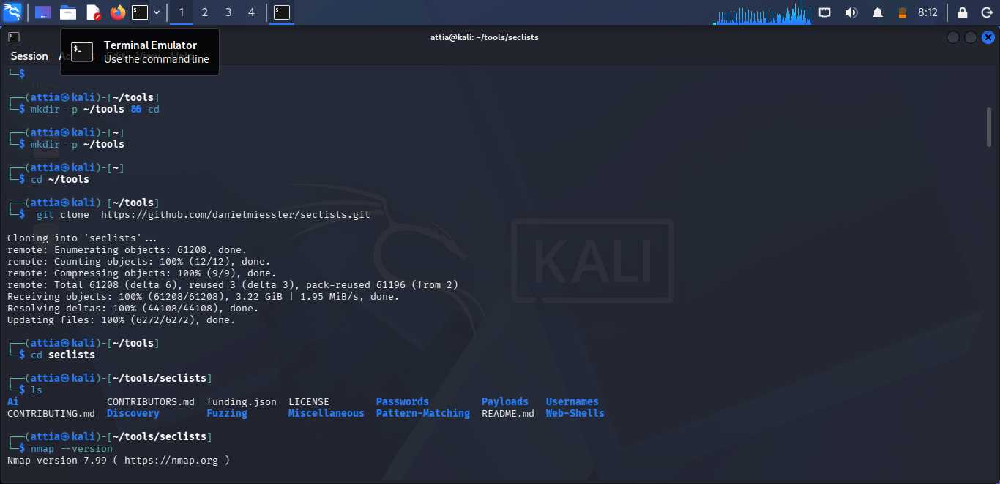 1 2 3 4 8:12
attia@kali: ~/tools/seclists
Terminal Emulator
Use the command line
Session
└─$
┌──(attia㉿kali)-[~/tools]
└─$ mkdir -p ~/tools && cd
┌──(attia㉿kali)-[~]
└─$ mkdir -p ~/tools
┌──(attia㉿kali)-[~]
└─$ cd ~/tools
┌──(attia㉿kali)-[~/tools]
└─$  git clone  https://github.com/danielmiessler/seclists.git
Cloning into 'seclists'...
remote: Enumerating objects: 61208, done.
remote: Counting objects: 100% (12/12), done.
remote: Compressing objects: 100% (9/9), done.
remote: Total 61208 (delta 6), reused 3 (delta 3), pack-reused 61196 (from 2)
Receiving objects: 100% (61208/61208), 3.22 GiB | 1.95 MiB/s, done.
Resolving deltas: 100% (44108/44108), done.
Updating files: 100% (6272/6272), done.
┌──(attia㉿kali)-[~/tools]
└─$ cd seclists
┌──(attia㉿kali)-[~/tools/seclists]
└─$ ls
Ai CONTRIBUTORS.md funding.json LICENSE Passwords Payloads Usernames
CONTRIBUTING.md Discovery Fuzzing Miscellaneous Pattern-Matching README.md Web-Shells
┌──(attia㉿kali)-[~/tools/seclists]
└─$ nmap --version
Nmap version 7.99 ( https://nmap.org )
KALI